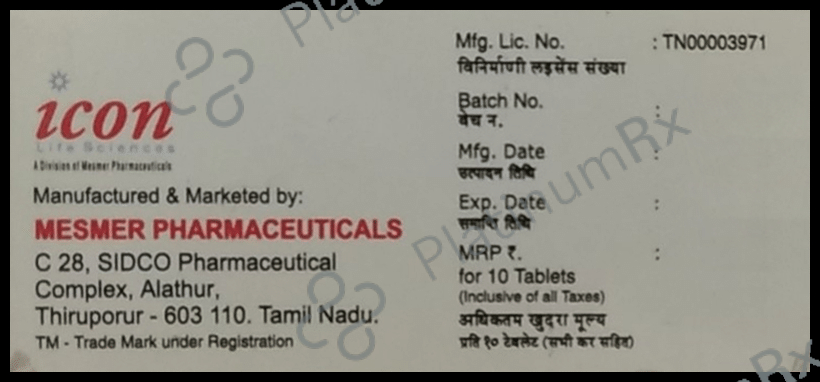 icon
Life Sciences
A Division of Mesmer Pharmaceuticals
Manufactured & Marketed by:
MESMER PHARMACEUTICALS
C 28, SIDCO Pharmaceutical
Complex, Alathur,
Thiruporur - 603 110. Tamil Nadu.
TM - Trade Mark under Registration
Mfg. Lic. No. : TN00003971
विनिर्माणी लइसेंस संख्या
Batch No. :
बेच न.
Mfg. Date :
उत्पादन तिथि
Exp. Date :
समाप्ति तिथि
MRP ₹. :
for 10 Tablets
(Inclusive of all Taxes)
अधिकतम खुदरा मूल्य
प्रति १० टेबलेट (सभी कर सहित)
PlatinumRx
PlatinumRx
PlatinumRx